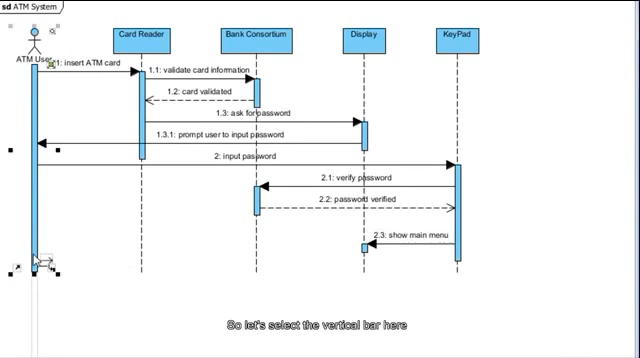 sd ATM System
Card Reader
Bank Consortium
Display
KeyPad
ATM User
1: insert ATM card
1.1: validate card information
1.2: card validated
1.3: ask for password
1.3.1: prompt user to input password
2: input password
2.1: verify password
2.2: password verified
2.3: show main menu
So let's select the vertical bar here